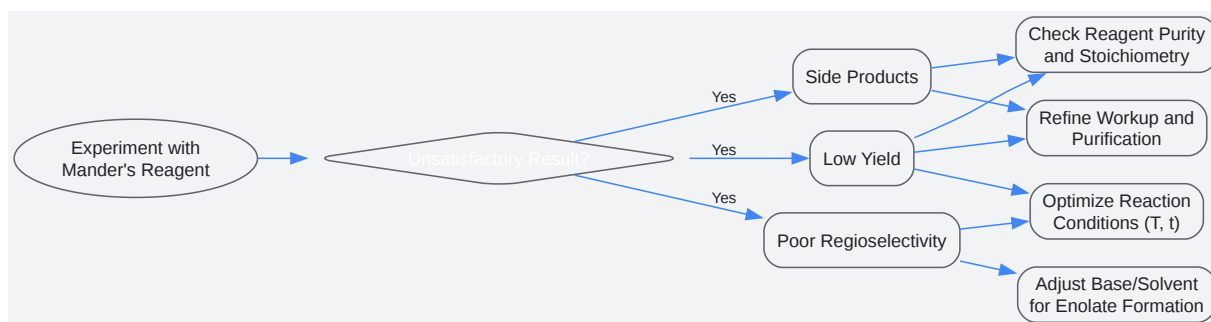 Experiment with
Mander's Reagent
Unsatisfactory Result?
Yes
Yes
Yes
Side Products
Low Yield
Poor Regioselectivity
Check Reagent Purity
and Stoichiometry
Refine Workup and
Purification
Optimize Reaction
Conditions (T, t)
Adjust Base/Solvent
for Enolate Formation